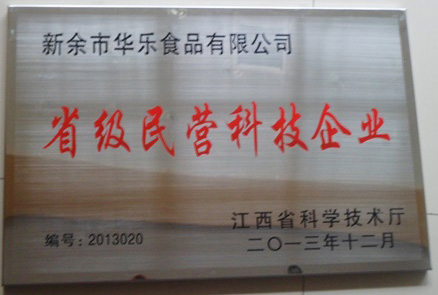 新余市华乐食品有限公司
省级民营科技企业
江西省科学技术厅
编号:2013020
二〇一三年十二月